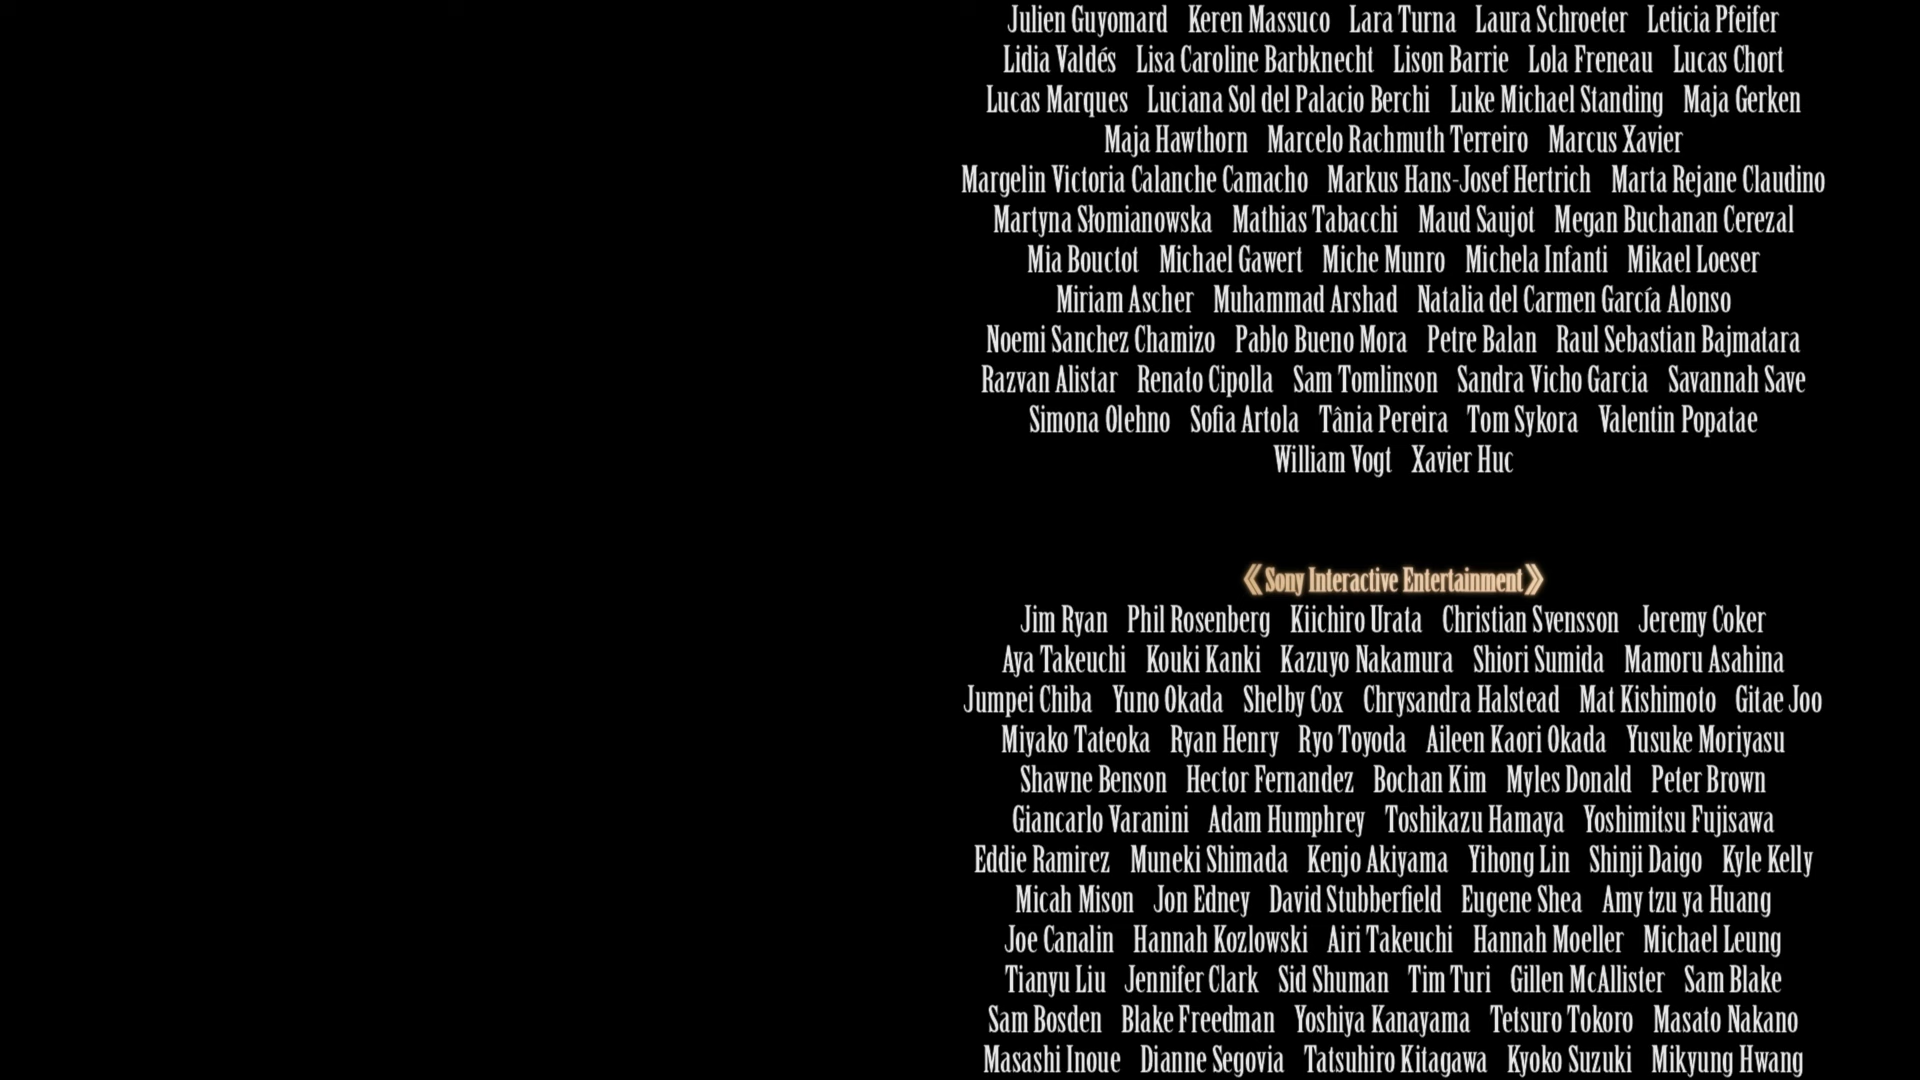 Julien Guyomard Keren Massuco Lara Turna Laura Schroeter Leticia Pfeifer
Lidia Valdés Lisa Caroline Barbknecht Lison Barrie Lola Freneau Lucas Chort
Lucas Marques Luciana Sol del Palacio Berchi Luke Michael Standing Maja Gerken
Maja Hawthorn Marcelo Rachmuth Terreiro Marcus Xavier
Margelin Victoria Calanche Camacho Markus Hans-Josef Hertrich Marta Rejane Claudino
Martyna Słomianowska Mathias Tabacchi Maud Saujot Megan Buchanan Cerezal
Mia Bouctot Michael Gawert Miche Munro Michela Infanti Mikael Loeser
Miriam Ascher Muhammad Arshad Natalia del Carmen García Alonso
Noemi Sanchez Chamizo Pablo Bueno Mora Petre Balan Raul Sebastian Bajmatara
Razvan Alistar Renato Cipolla Sam Tomlinson Sandra Vicho Garcia Savannah Save
Simona Olehno Sofia Artola Tânia Pereira Tom Sykora Valentin Popatae
William Vogt Xavier Huc
《Sony Interactive Entertainment》
Jim Ryan Phil Rosenberg Kiichiro Urata Christian Svensson Jeremy Coker
Aya Takeuchi Kouki Kanki Kazuyo Nakamura Shiori Sumida Mamoru Asahina
Jumpei Chiba Yuno Okada Shelby Cox Chrysandra Halstead Mat Kishimoto Gitae Joo
Miyako Tateoka Ryan Henry Ryo Toyoda Aileen Kaori Okada Yusuke Moriyasu
Shawne Benson Hector Fernandez Bochan Kim Myles Donald Peter Brown
Giancarlo Varanini Adam Humphrey Toshikazu Hamaya Yoshimitsu Fujisawa
Eddie Ramirez Muneki Shimada Kenjo Akiyama Yihong Lin Shinji Daigo Kyle Kelly
Micah Mison Jon Edney David Stubberfield Eugene Shea Amy tzu ya Huang
Joe Canalin Hannah Kozlowski Airi Takeuchi Hannah Moeller Michael Leung
Tianyu Liu Jennifer Clark Sid Shuman Tim Turi Gillen McAllister Sam Blake
Sam Bosden Blake Freedman Yoshiya Kanayama Tetsuro Tokoro Masato Nakano
Masashi Inoue Dianne Segovia Tatsuhiro Kitagawa Kyoko Suzuki Mikyung Hwang